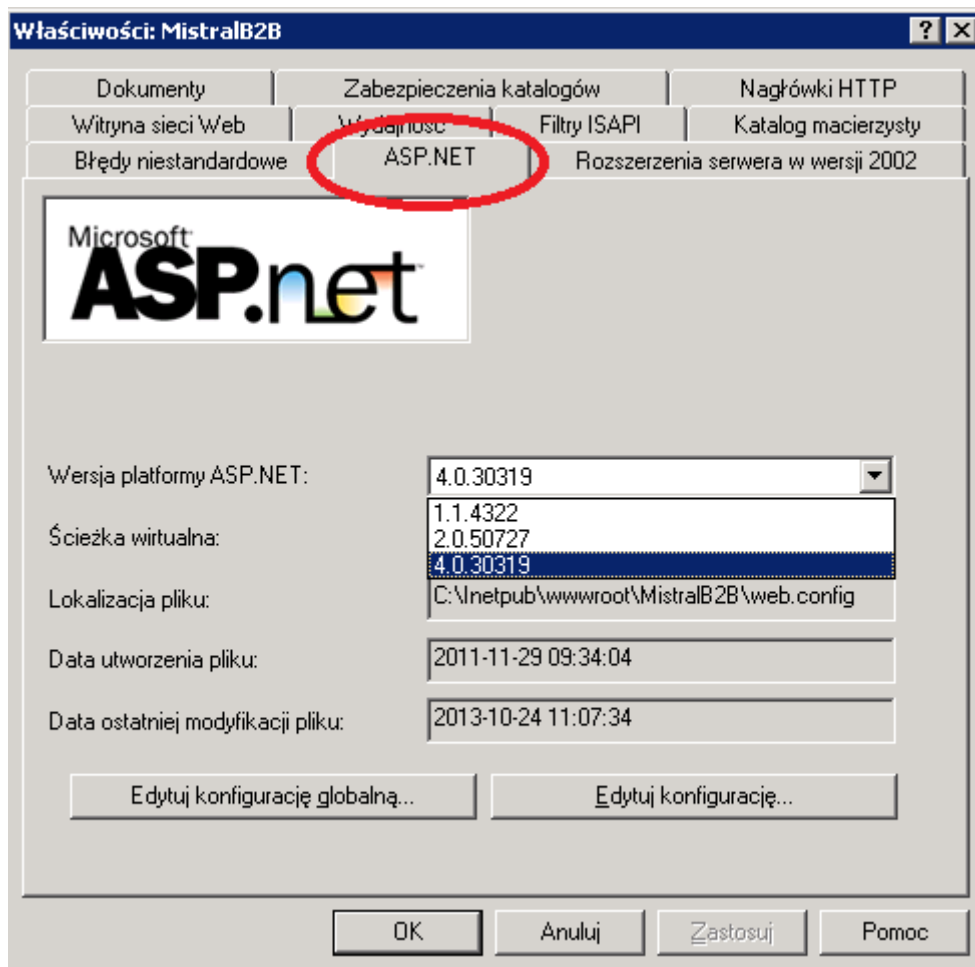 Właściwości: MistralB2B
Dokumenty Zabezpieczenia katalogów Nagłówki HTTP
Witryna sieci Web Wydajność Filtry ISAPI Katalog macierzysty
Błędy niestandardowe ASP.NET Rozszerzenia serwera w wersji 2002
Microsoft
ASP.net
Wersja platformy ASP.NET: 4.0.30319
1.1.4322
Ścieżka wirtualna: 2.0.50727
4.0.30319
Lokalizacja pliku: C:\Inetpub\wwwroot\MistralB2B\web.config
Data utworzenia pliku: 2011-11-29 09:34:04
Data ostatniej modyfikacji pliku: 2013-10-24 11:07:34
Edytuj konfigurację globalną... Edytuj konfigurację...
OK Anuluj Zastosuj Pomoc